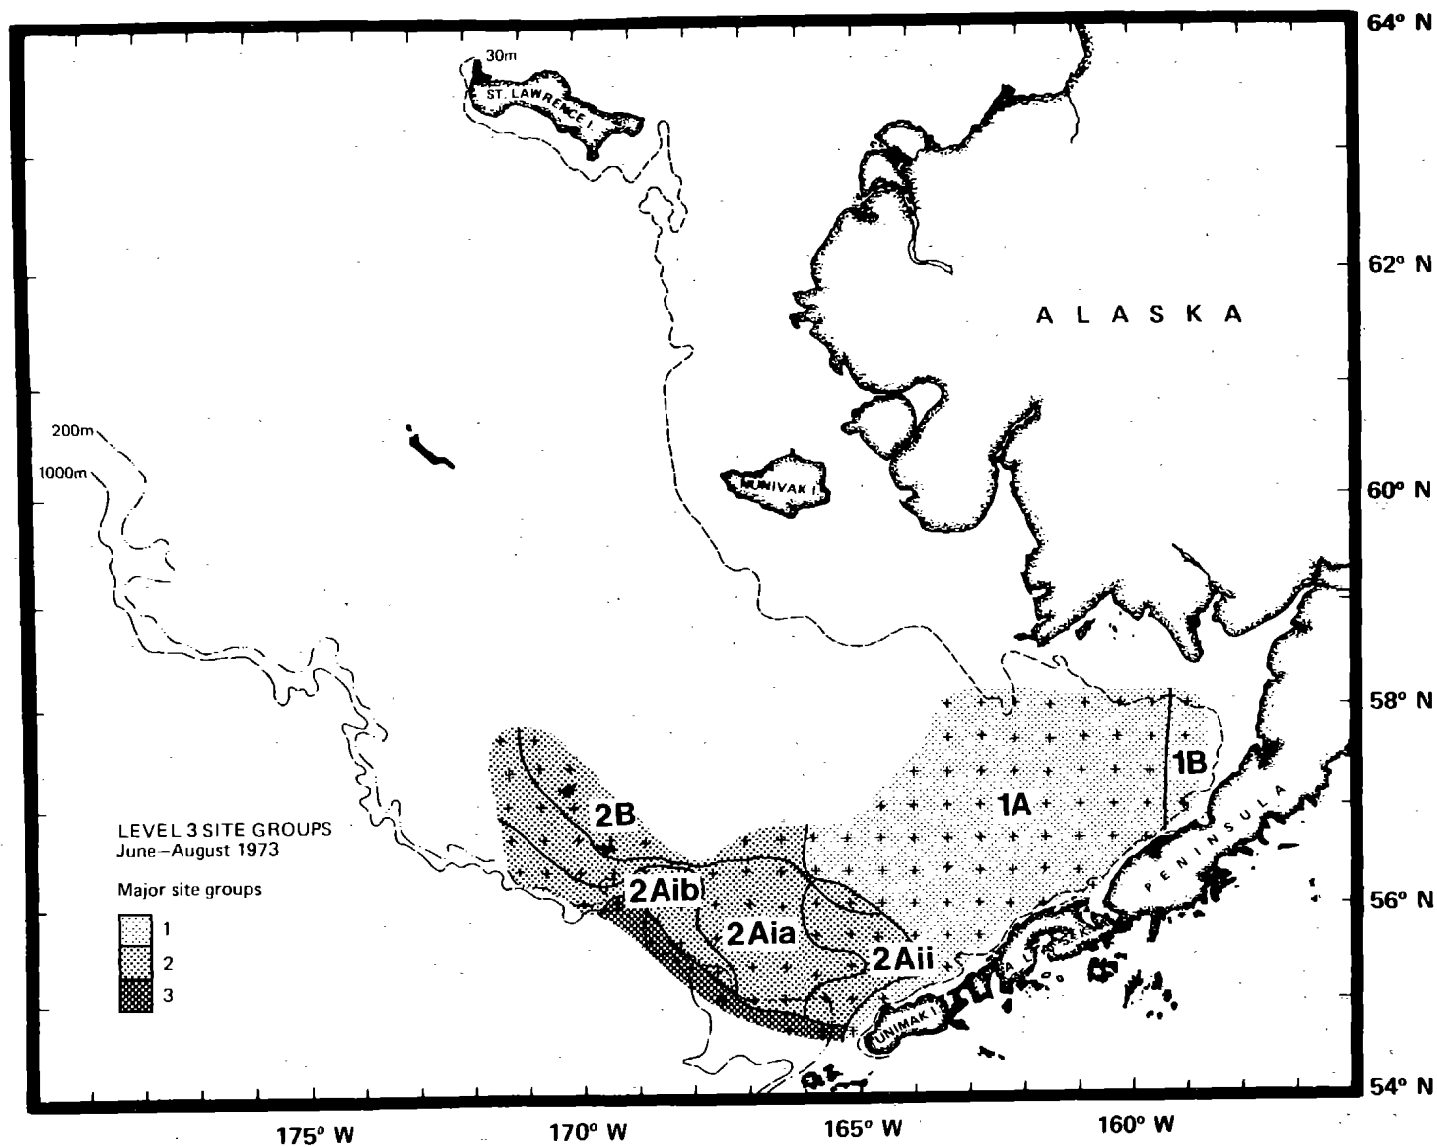 64° N
30m
ST. LAWRENCE I.
62° N
ALASKA
200m
1000m
60° N
NUNIVAK I.
58° N
1B
1A
2B
PENINSULA
LEVEL 3 SITE GROUPS
June–August 1973
Major site groups
1
2
3
56° N
2Aib
2Aia
2Aii
UNIMAK I.
54° N
175° W
170° W
165° W
160° W